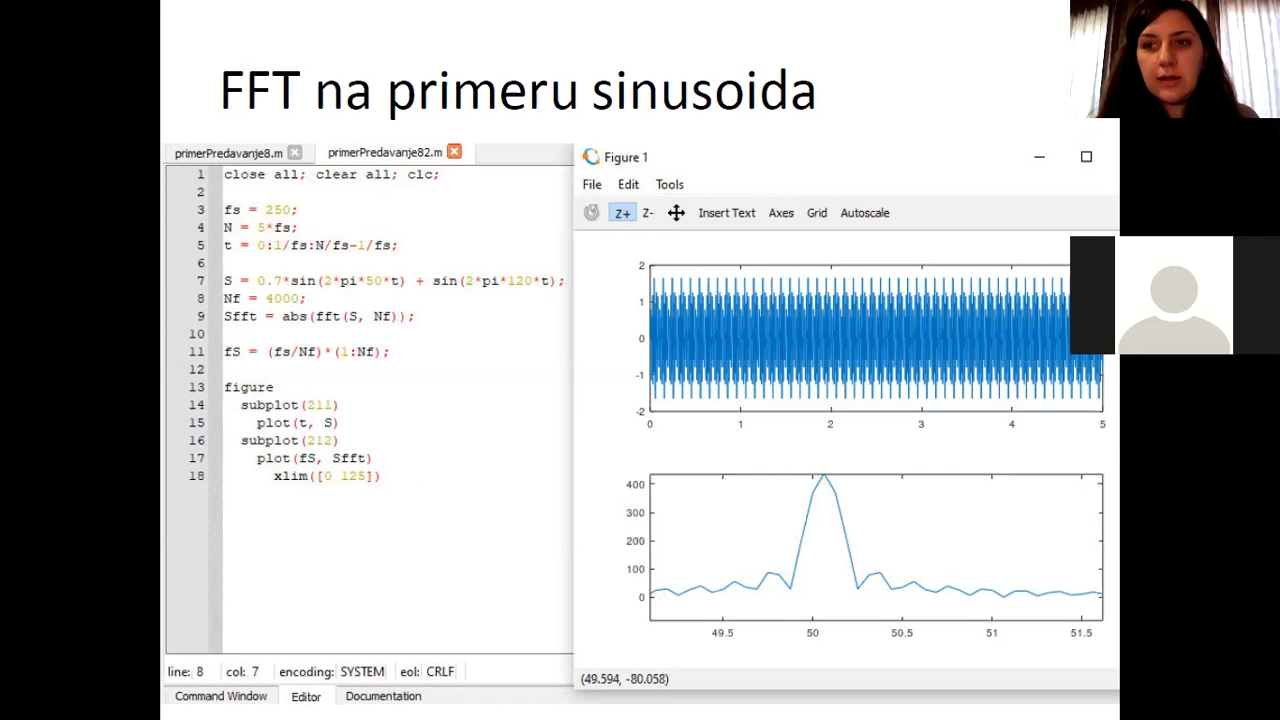 FFT na primeru sinusoida
primerPredavanje8.m
primerPredavanje82.m
1 close all; clear all; clc;
2
3 fs = 250;
4 N = 5*fs;
5 t = 0:1/fs:N/fs-1/fs;
6
7 S = 0.7*sin(2*pi*50*t) + sin(2*pi*120*t);
8 Nf = 4000;
9 Sfft = abs(fft(S, Nf));
10
11 fS = (fs/Nf)*(1:Nf);
12
13 figure
14 subplot(211)
15 plot(t, S)
16 subplot(212)
17 plot(fS, Sfft)
18 xlim([0 125])
line: 8 col: 7 encoding: SYSTEM eol: CRLF
Command Window Editor Documentation
Figure 1
File Edit Tools
Z+ Z- Insert Text Axes Grid Autoscale
2
1
0
-1
-2
0 1 2 3 4 5
400
300
200
100
0
49.5 50 50.5 51 51.5
(49.594, -80.058)